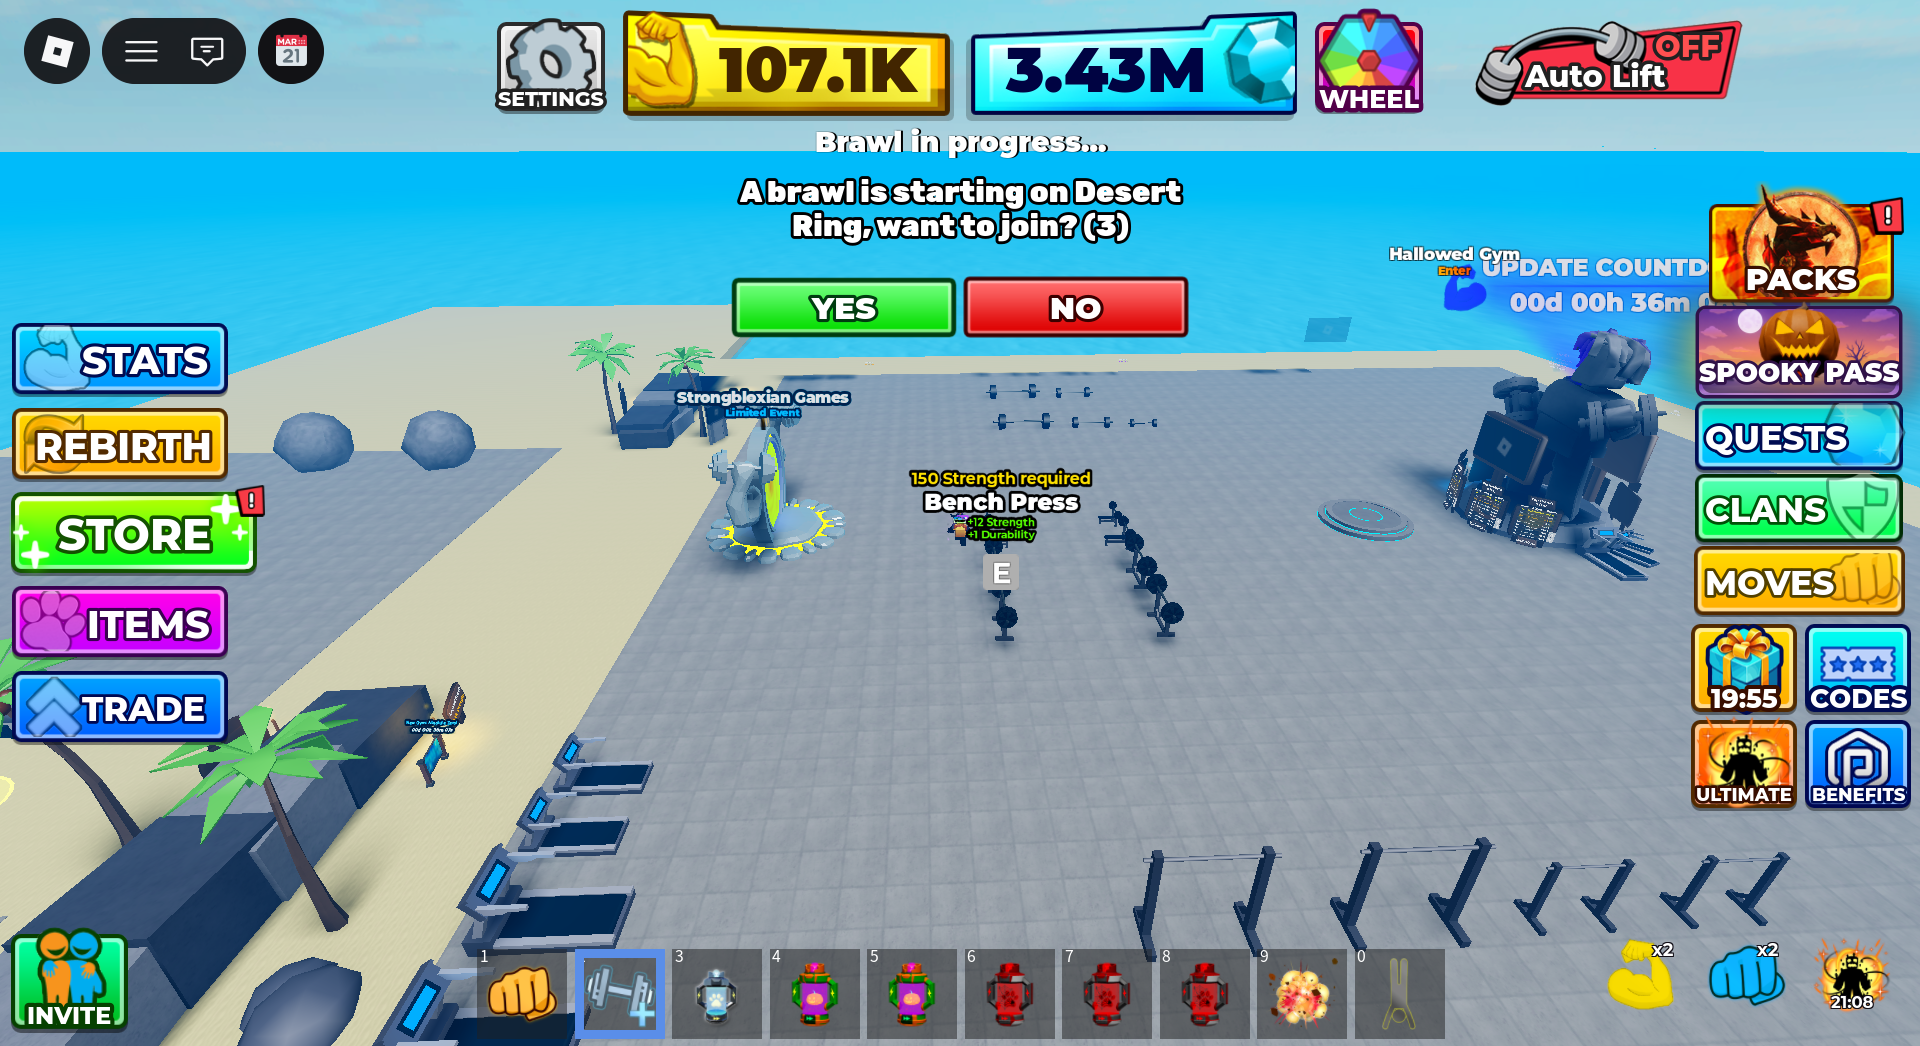 MAR
21
SETTINGS
107.1K
3.43M
WHEEL
OFF
Auto Lift
Brawl in progress...
A brawl is starting on Desert
Ring, want to join? (3)
YES
NO
Hallowed Gym
Enter
UPDATE COUNTD
00d 00h 36m
!
PACKS
SPOOKY PASS
QUESTS
CLANS
MOVES
19:55
CODES
ULTIMATE
BENEFITS
STATS
REBIRTH
!
STORE
ITEMS
TRADE
INVITE
Strongbloxian Games
Limited Event
150 Strength required
Bench Press
+12 Strength
+1 Durability
E
1
3
4
5
6
7
8
9
0
x2
x2
21:08